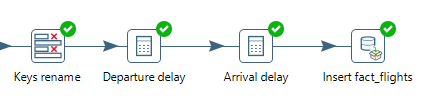 Keys rename
Departure delay
Arrival delay
Insert fact_flights